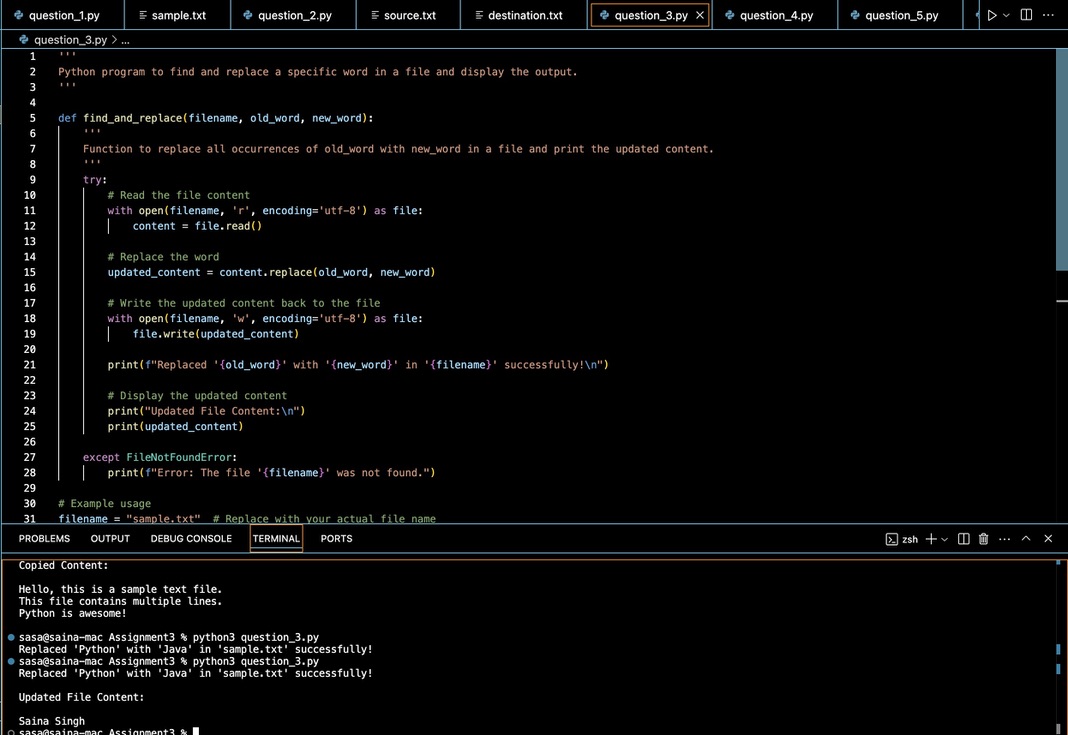 question_1.py
sample.txt
question_2.py
source.txt
destination.txt
question_3.py
question_4.py
question_5.py
question_3.py > ...
1 '''
2 Python program to find and replace a specific word in a file and display the output.
3 '''
4
5 def find_and_replace(filename, old_word, new_word):
6 '''
7 Function to replace all occurrences of old_word with new_word in a file and print the updated content.
8 '''
9 try:
10 # Read the file content
11 with open(filename, 'r', encoding='utf-8') as file:
12 content = file.read()
13
14 # Replace the word
15 updated_content = content.replace(old_word, new_word)
16
17 # Write the updated content back to the file
18 with open(filename, 'w', encoding='utf-8') as file:
19 file.write(updated_content)
20
21 print(f"Replaced '{old_word}' with '{new_word}' in '{filename}' successfully!\n")
22
23 # Display the updated content
24 print("Updated File Content:\n")
25 print(updated_content)
26
27 except FileNotFoundError:
28 print(f"Error: The file '{filename}' was not found.")
29
30 # Example usage
31 filename = "sample.txt" # Replace with your actual file name
PROBLEMS OUTPUT DEBUG CONSOLE TERMINAL PORTS zsh
Copied Content:
Hello, this is a sample text file.
This file contains multiple lines.
Python is awesome!
sasa@saina-mac Assignment3 % python3 question_3.py
Replaced 'Python' with 'Java' in 'sample.txt' successfully!
sasa@saina-mac Assignment3 % python3 question_3.py
Replaced 'Python' with 'Java' in 'sample.txt' successfully!
Updated File Content:
Saina Singh
sasa@saina-mac Assignment3 %